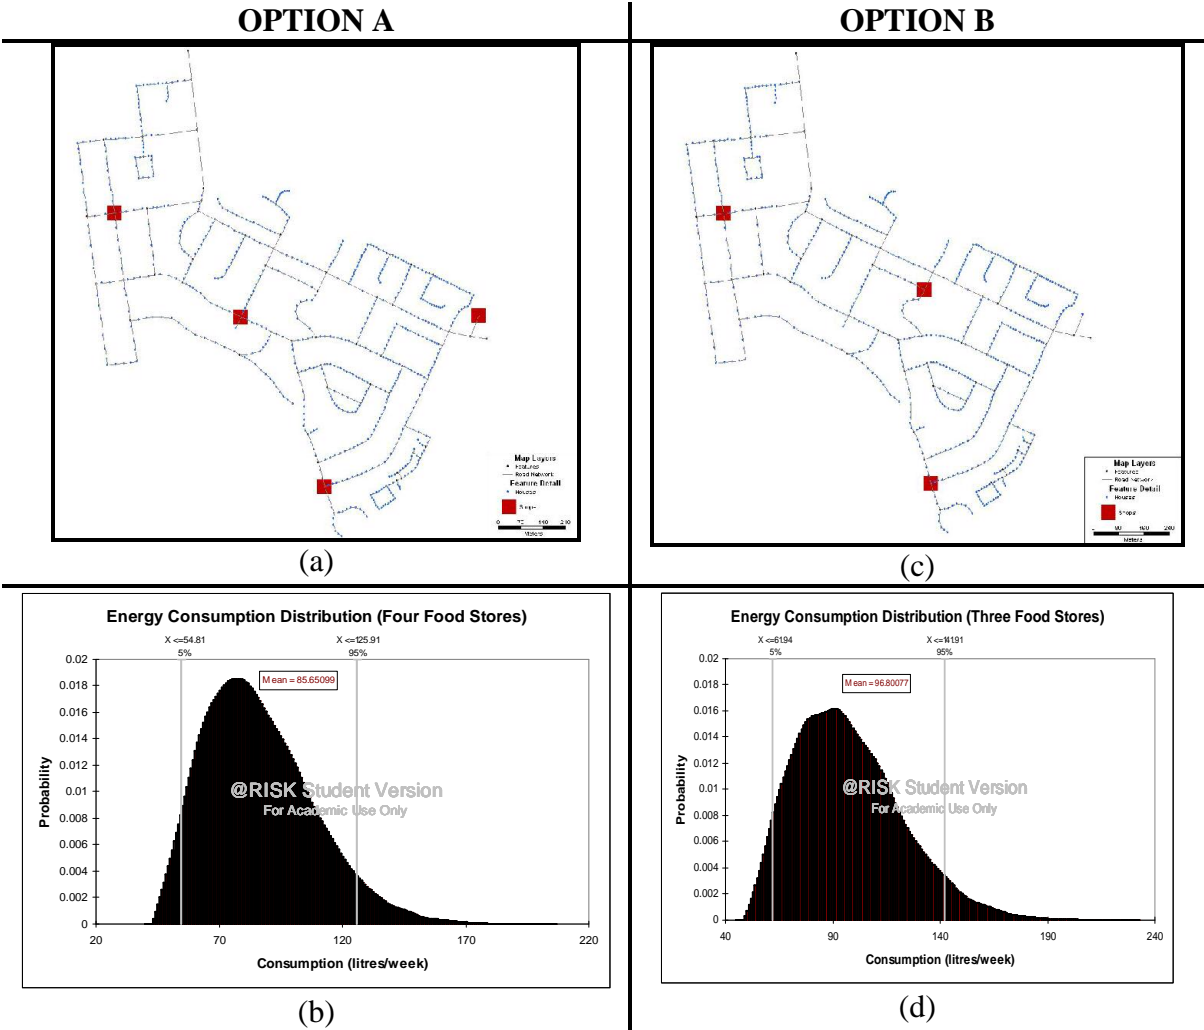 OPTION A
OPTION B
Map Layers
Features
Road Network
Feature Detail
Houses
Shops
Meters
Map Layers
Features
Road Network
Feature Detail
Houses
Shops
Meters
(a)
(c)
Energy Consumption Distribution (Four Food Stores)
X <=54.81
5%
X <=125.91
95%
Mean = 85.65099
0.02
0.018
0.016
0.014
0.012
0.01
0.008
0.006
0.004
0.002
0
Probability
@RISK Student Version
For Academic Use Only
20
70
120
170
220
Consumption (litres/week)
(b)
Energy Consumption Distribution (Three Food Stores)
X <=61.94
5%
X <=141.91
95%
Mean = 96.80077
0.02
0.018
0.016
0.014
0.012
0.01
0.008
0.006
0.004
0.002
0
Probability
@RISK Student Version
For Academic Use Only
40
90
140
190
240
Consumption (litres/week)
(d)